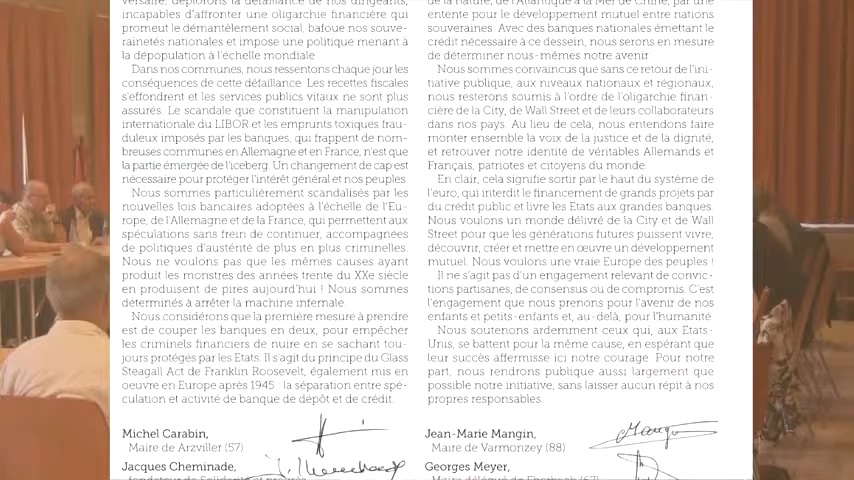 versaire, déplorons la défaillance de nos dirigeants,
incapables d'affronter une oligarchie financière qui
promeut le démantèlement social, bafoue nos souve-
rainetés nationales et impose une politique menant à
la dépopulation à l'échelle mondiale
Dans nos communes, nous ressentons chaque jour les
conséquences de cette défaillance. Les recettes fiscales
s'effondrent et les services publics vitaux ne sont plus
assurés. Le scandale que constituent la manipulation
internationale du LIBOR et les emprunts toxiques frau-
duleux imposés par les banques, qui frappent de nom-
breuses communes en Allemagne et en France, n'est que
la partie émergée de l'iceberg. Un changement de cap est
nécessaire pour protéger l'intérêt général et nos peuples.
Nous sommes particulièrement scandalisés par les
nouvelles lois bancaires adoptées à l'échelle de l'Eu-
rope, de l'Allemagne et de la France, qui permettent aux
spéculations sans frein de continuer, accompagnées
de politiques d'austérité de plus en plus criminelles.
Nous ne voulons pas que les mêmes causes ayant
produit les monstres des années trente du XXe siècle
en produisent de pires aujourd'hui ! Nous sommes
déterminés à arrêter la machine infernale.
Nous considérons que la première mesure à prendre
est de couper les banques en deux, pour empêcher
les criminels financiers de nuire en se sachant tou-
jours protégés par les Etats. Il s agit du principe du Glass
Steagall Act de Franklin Roosevelt, également mis en
oeuvre en Europe après 1945 la séparation entre spé-
culation et activité de banque de dépôt et de crédit.
Michel Carabin,
Maire de Arzviller (57)
Jacques Cheminade,
fondateur de Solidarité et progrès
de la nature, de l'Atlantique à la Mer de Chine, par une
entente pour le développement mutuel entre nations
souveraines. Avec des banques nationales émettant le
crédit nécessaire à ce dessein, nous serons en mesure
de déterminer nous-mêmes notre avenir
Nous sommes convaincus que sans ce retour de l'ini-
tiative publique, aux niveaux nationaux et régionaux,
nous resterons soumis à l'ordre de l'oligarchie finan-
cière de la City, de Wall Street et de leurs collaborateurs
dans nos pays. Au lieu de cela, nous entendons faire
monter ensemble la voix de la justice et de la dignité,
et retrouver notre identité de véritables Allemands et
Français, patriotes et citoyens du monde
En clair, cela signifie sortir par le haut du système de
l'euro, qui interdit le financement de grands projets par
du crédit public et livre les Etats aux grandes banques.
Nous voulons un monde délivré de la City et de Wall
Street pour que les générations futures puissent vivre,
découvrir, créer et mettre en œuvre un développement
mutuel. Nous voulons une vraie Europe des peuples !
Il ne s'agit pas d'un engagement relevant de convic-
tions partisanes, de consensus ou de compromis. C'est
l'engagement que nous prenons pour l'avenir de nos
enfants et petits-enfants et, au-delà, pour l'humanité
Nous soutenons ardemment ceux qui, aux Etats-
Unis, se battent pour la même cause, en espérant que
leur succès affermisse ici notre courage. Pour notre
part, nous rendrons publique aussi largement que
possible notre initiative, sans laisser aucun répit à nos
propres responsables.
Jean-Marie Mangin,
Maire de Varmonzey (88)
Mangin
Georges Meyer,
Maire délégué de Eberbach (67)